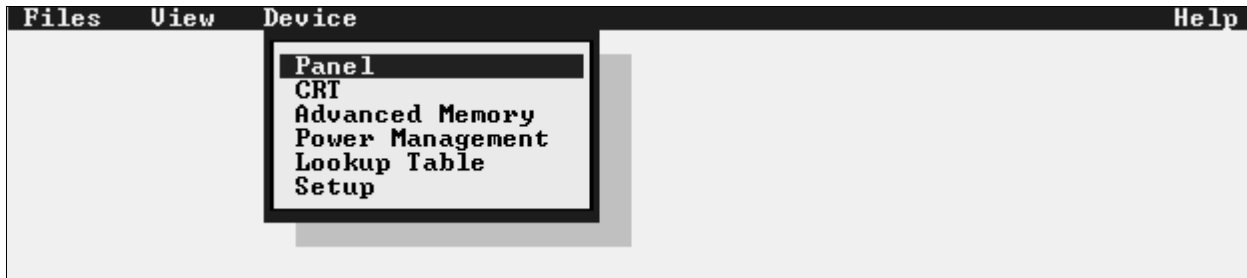 Files View Device Help
Panel
CRT
Advanced Memory
Power Management
Lookup Table
Setup